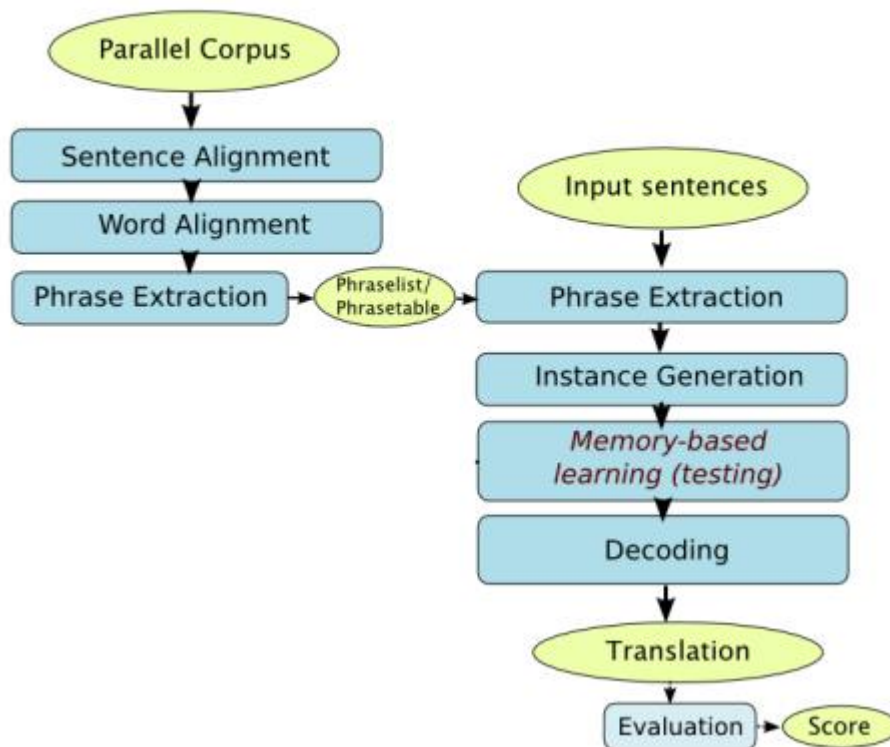 Parallel Corpus
Sentence Alignment
Word Alignment
Phrase Extraction
Phraselist/
Phrasetable
Input sentences
Phrase Extraction
Instance Generation
Memory-based
learning (testing)
Decoding
Translation
Evaluation
Score